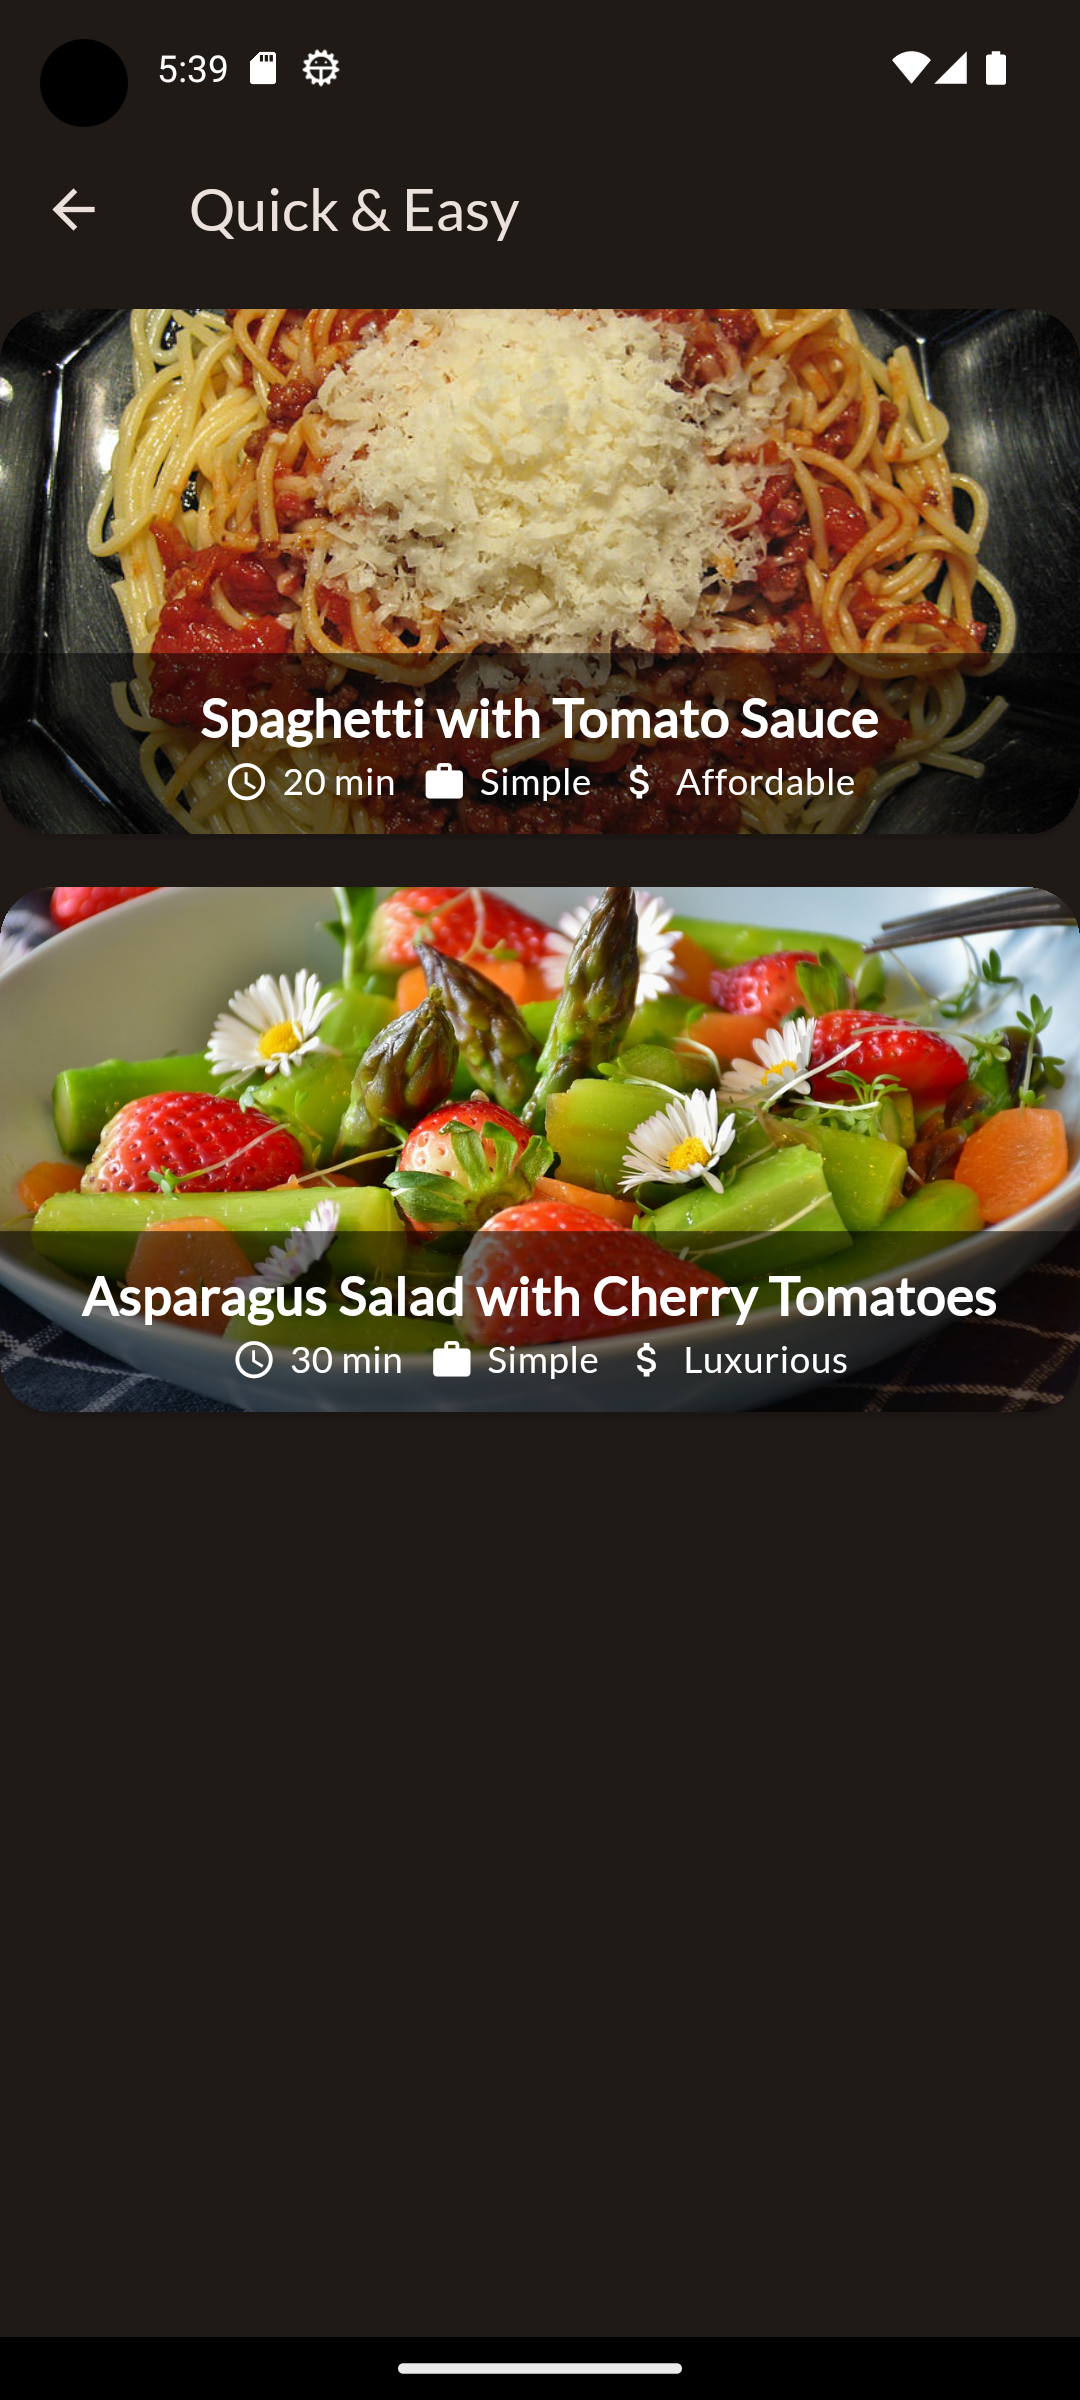 5:39
Quick & Easy
Spaghetti with Tomato Sauce
20 min Simple $ Affordable
Asparagus Salad with Cherry Tomatoes
30 min Simple $ Luxurious